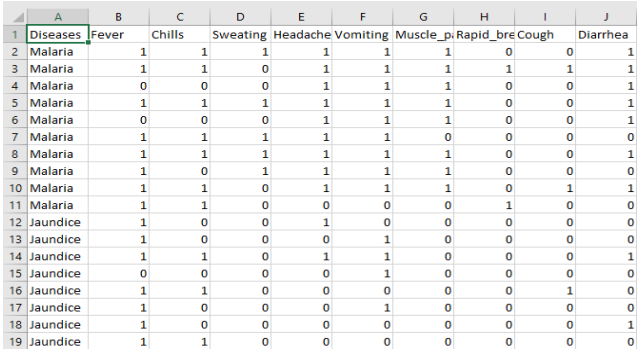 A B C D E F G H I J
1 Diseases Fever Chills Sweating Headache Vomiting Muscle_pa Rapid_bre Cough Diarrhea
2 Malaria 1 1 1 1 1 1 0 0 1
3 Malaria 1 1 0 1 1 1 1 1 1
4 Malaria 0 0 0 1 1 1 0 0 1
5 Malaria 1 1 1 1 1 1 0 0 1
6 Malaria 0 0 0 1 1 1 0 0 1
7 Malaria 1 1 1 1 1 0 0 0 0
8 Malaria 1 1 1 1 1 1 0 0 1
9 Malaria 1 0 1 1 1 1 0 0 0
10 Malaria 1 1 0 1 1 1 0 1 1
11 Malaria 1 1 0 0 0 0 1 0 0
12 Jaundice 1 0 0 1 0 0 0 0 0
13 Jaundice 1 0 0 0 1 0 0 0 0
14 Jaundice 1 1 0 1 0 0 0 0 1
15 Jaundice 0 0 0 0 1 0 0 0 0
16 Jaundice 1 1 0 0 0 0 0 1 0
17 Jaundice 1 0 0 0 1 0 0 0 0
18 Jaundice 1 0 0 0 0 0 0 0 1
19 Jaundice 1 1 0 0 0 0 0 0 0